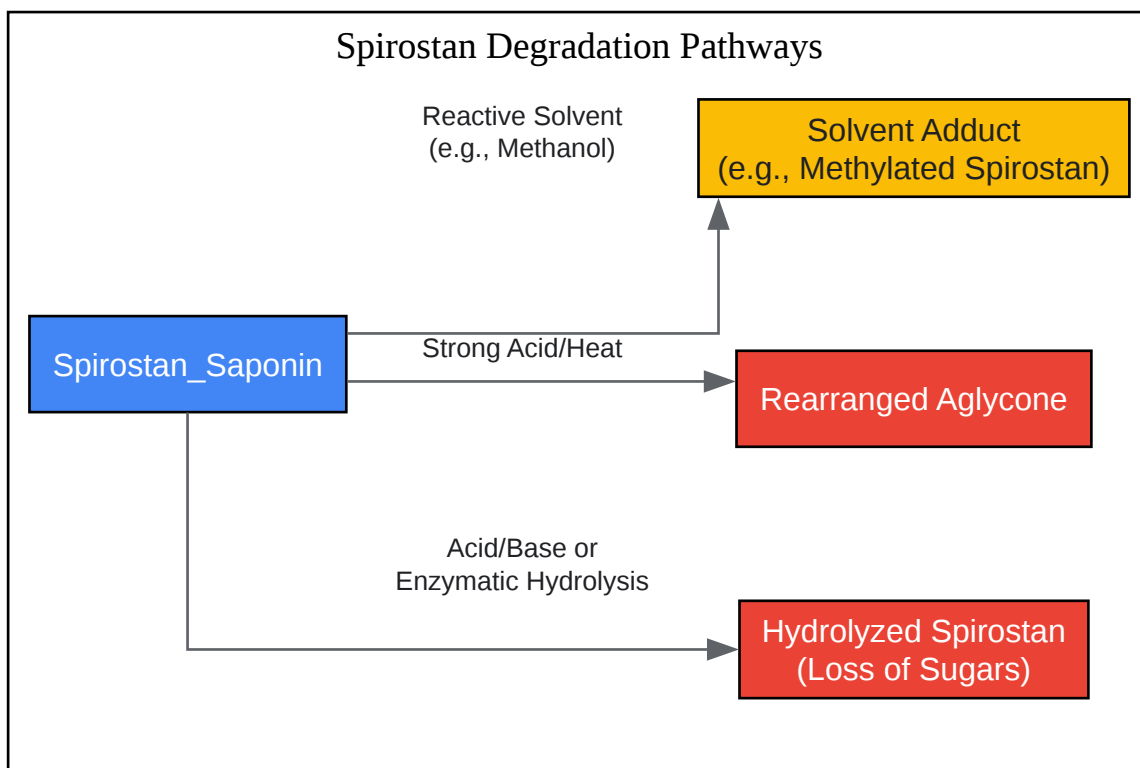 Spirostan Degradation Pathways
Reactive Solvent
(e.g., Methanol)
Solvent Adduct
(e.g., Methylated Spirostan)
Spirostan_Saponin
Strong Acid/Heat
Rearranged Aglycone
Acid/Base or
Enzymatic Hydrolysis
Hydrolyzed Spirostan
(Loss of Sugars)